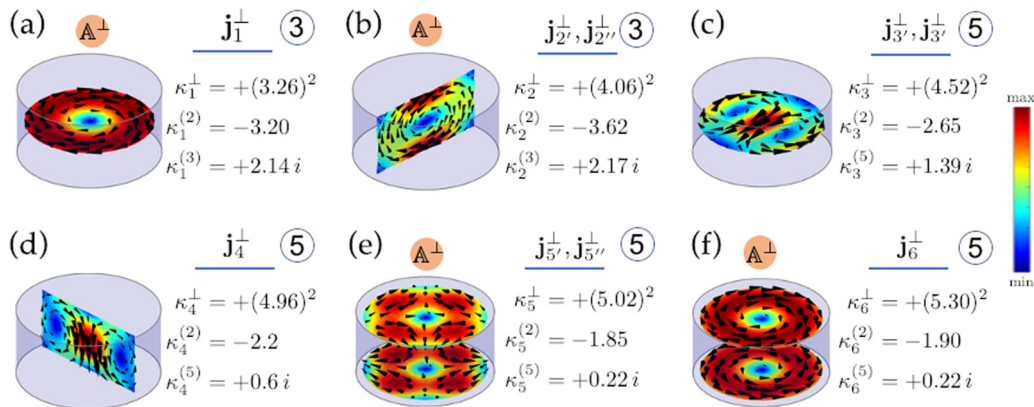 (a) 𝔸⊥ j₁⊥ ③
κ₁⊥ = +(3.26)²
κ₁⁽²⁾ = −3.20
κ₁⁽³⁾ = +2.14 i
(b) 𝔸⊥ j₂′⊥, j₂″⊥ ③
κ₂⊥ = +(4.06)²
κ₂⁽²⁾ = −3.62
κ₂⁽³⁾ = +2.17 i
(c) j₃′⊥, j₃′⊥ ⑤
κ₃⊥ = +(4.52)²
κ₃⁽²⁾ = −2.65
κ₃⁽⁵⁾ = +1.39 i
max
min
(d) j₄⊥ ⑤
κ₄⊥ = +(4.96)²
κ₄⁽²⁾ = −2.2
κ₄⁽⁵⁾ = +0.6 i
(e) 𝔸⊥ j₅′⊥, j₅″⊥ ⑤
κ₅⊥ = +(5.02)²
κ₅⁽²⁾ = −1.85
κ₅⁽⁵⁾ = +0.22 i
(f) 𝔸⊥ j₆⊥ ⑤
κ₆⊥ = +(5.30)²
κ₆⁽²⁾ = −1.90
κ₆⁽⁵⁾ = +0.22 i